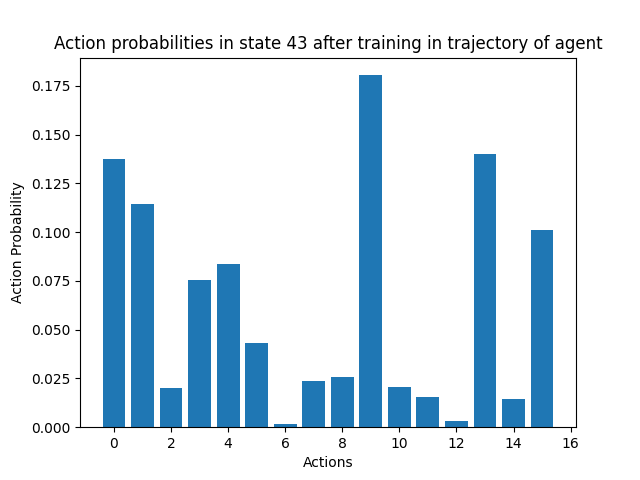 Action probabilities in state 43 after training in trajectory of agent
0.175
0.150
0.125
0.100
0.075
0.050
0.025
0.000
Action Probability
0 2 4 6 8 10 12 14 16
Actions